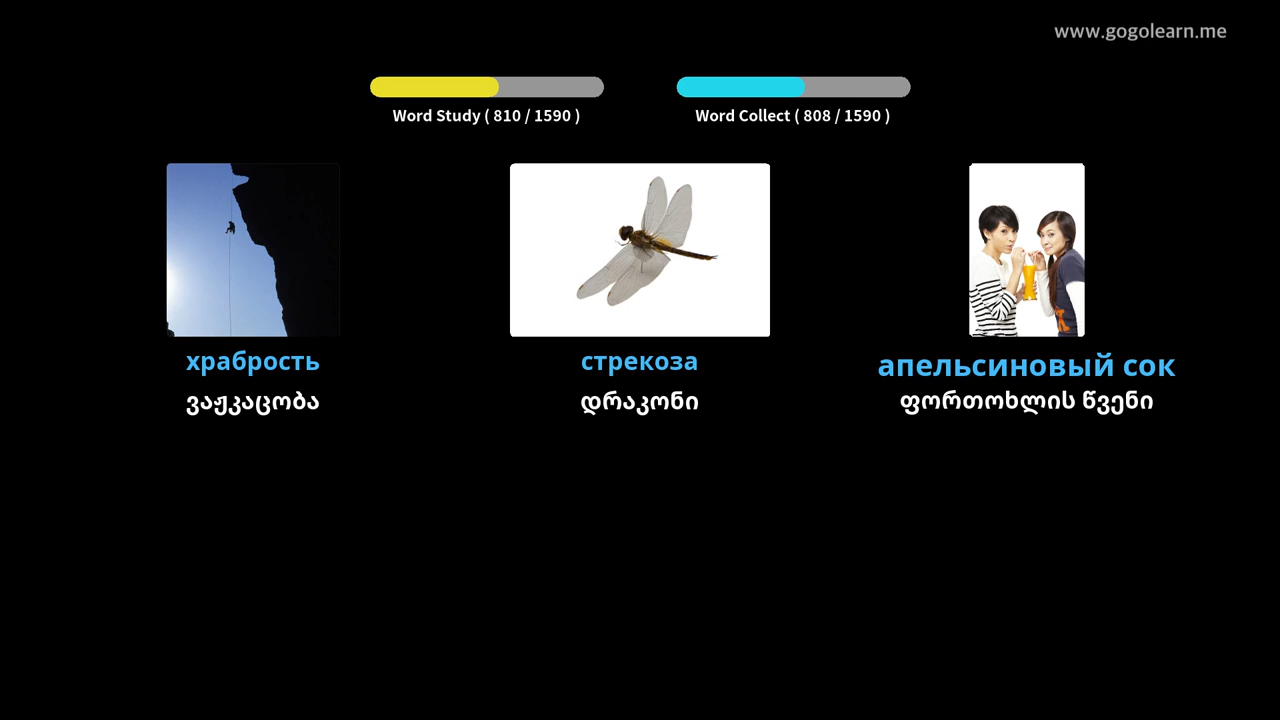 www.gogolearn.me
Word Study ( 810 / 1590 )
Word Collect ( 808 / 1590 )
храбрость
ვაჟკაცობა
стрекоза
დრაკონი
апельсиновый сок
ფორთოხლის წვენი